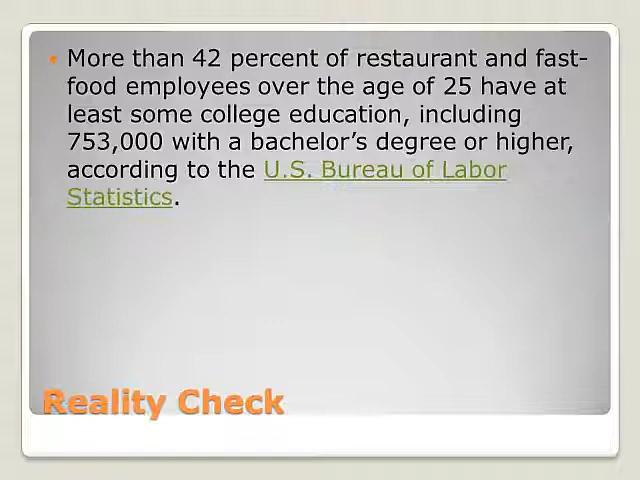 More than 42 percent of restaurant and fast-
food employees over the age of 25 have at
least some college education, including
753,000 with a bachelor’s degree or higher,
according to the U.S. Bureau of Labor
Statistics.
Reality Check